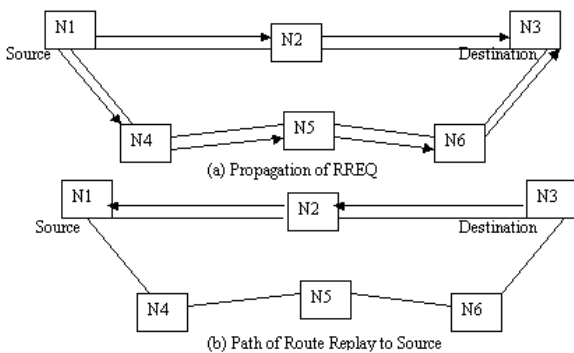 N1
N2
N3
Source
Destination
N4
N5
N6
(a) Propagation of RREQ
N1
N2
N3
Source
Destination
N4
N5
N6
(b) Path of Route Replay to Source